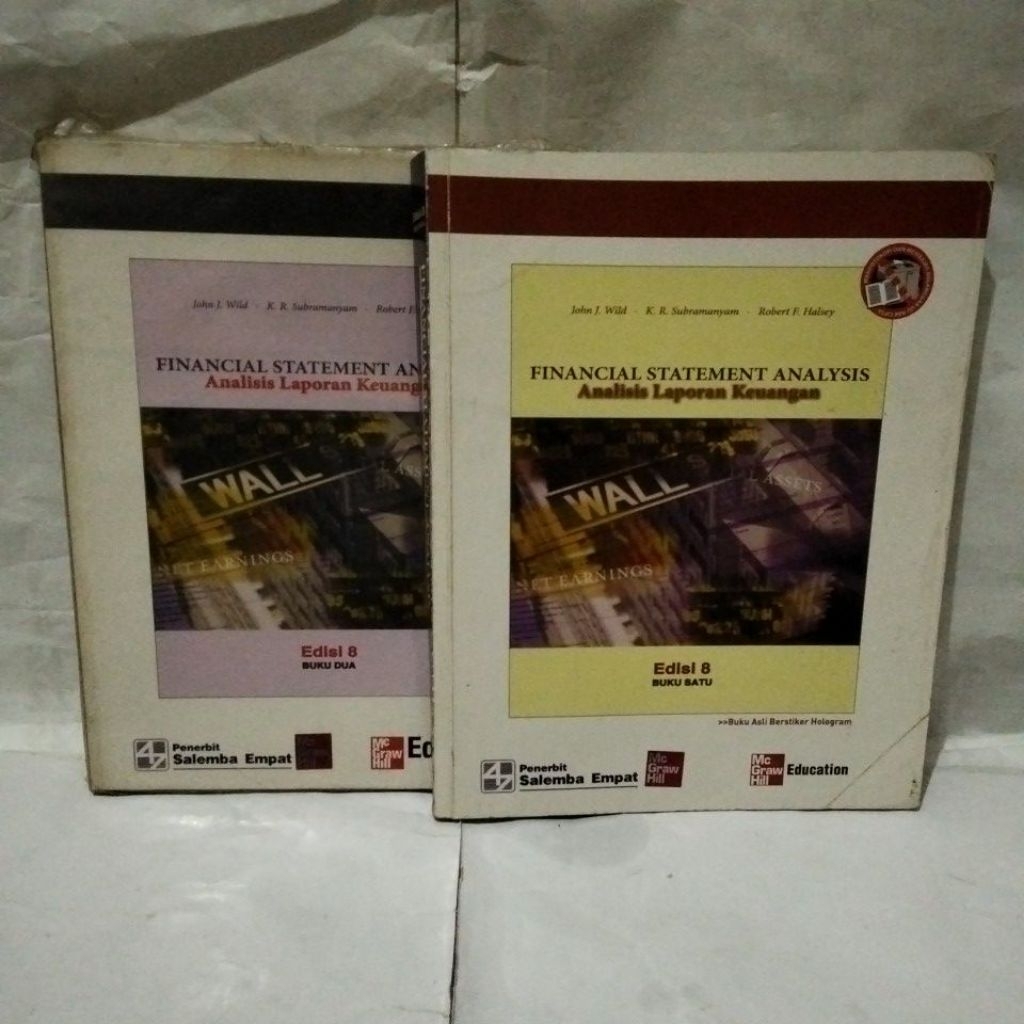 John J. Wild · K. R. Subramanyam · Robert F.
FINANCIAL STATEMENT AN
Analisis Laporan Keuang
WALL
ASS
NET EARNINGS
Edisi 8
BUKU DUA
Penerbit
Salemba Empat
Mc
Graw
Hill
Ed
John J. Wild · K. R. Subramanyam · Robert F. Halsey
FINANCIAL STATEMENT ANALYSIS
Analisis Laporan Keuangan
WALL
ASSETS
NET EARNINGS
Edisi 8
BUKU SATU
>>Buku Asli Berstiker Hologram
Penerbit
Salemba Empat
Mc
Graw
Hill
Mc
Graw
Hill
Education